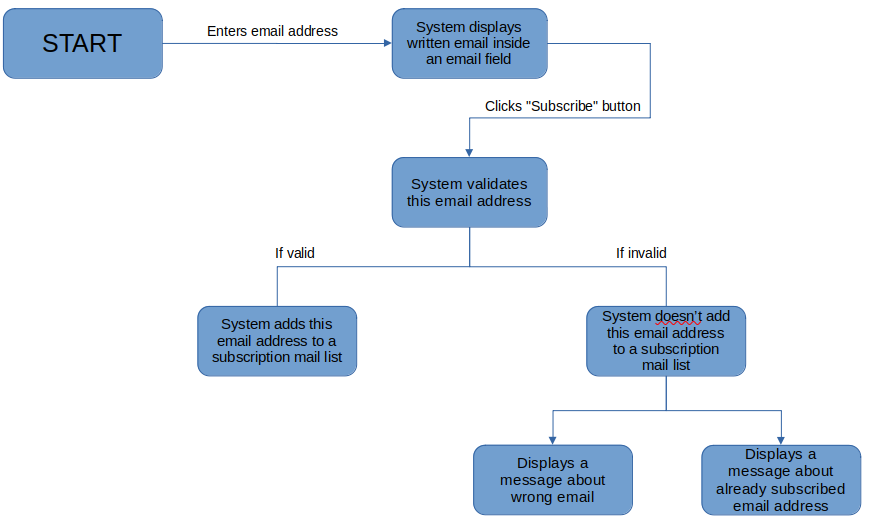 START
Enters email address
System displays
written email inside
an email field
Clicks "Subscribe" button
System validates
this email address
If valid
If invalid
System adds this
email address to a
subscription mail list
System doesn't add
this email address
to a subscription
mail list
Displays a
message about
wrong email
Displays a
message about
already subscribed
email address